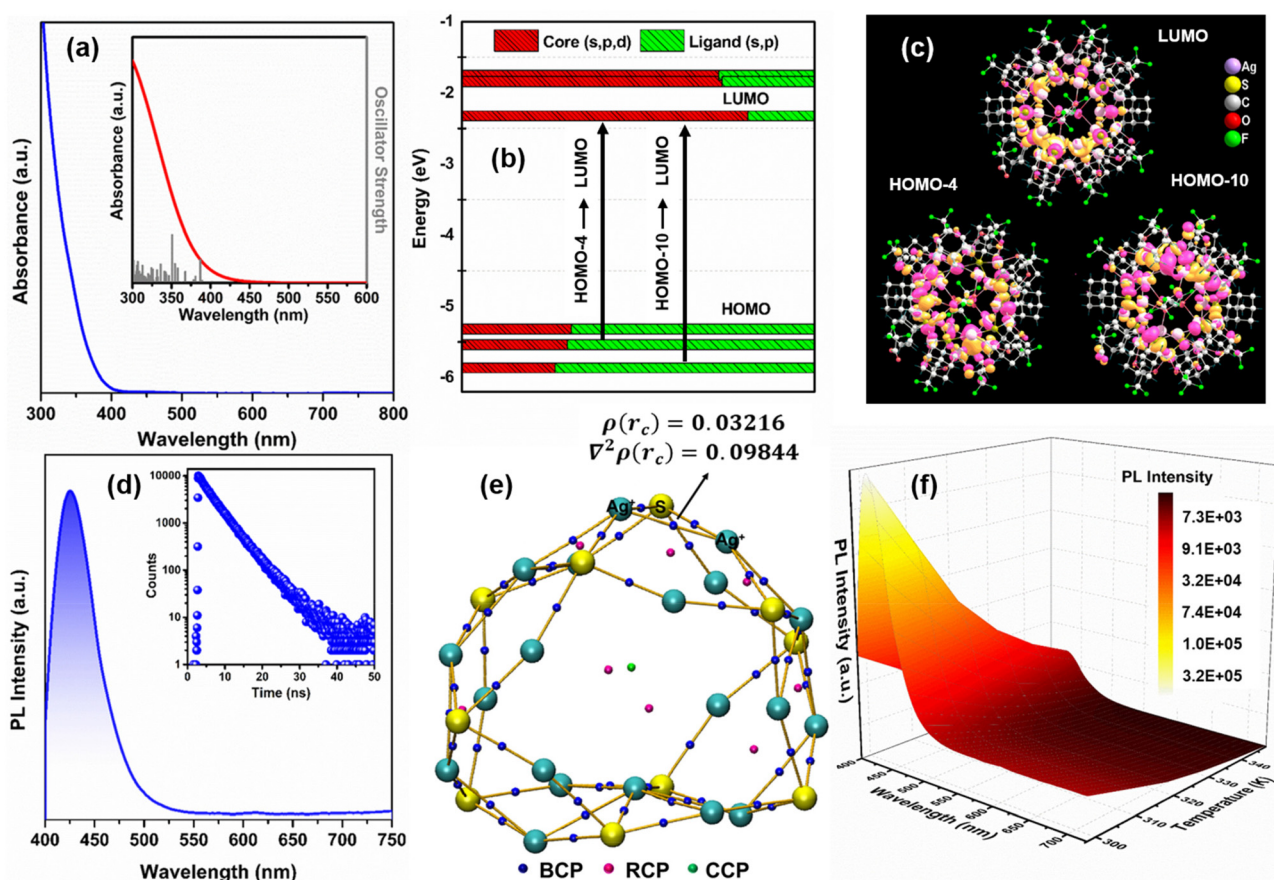 (a)
Absorbance (a.u.)
Wavelength (nm)
300 400 500 600 700 800
Absorbance (a.u.)
Oscillator Strength
300 350 400 450 500 550 600
Wavelength (nm)
(b)
Energy (eV)
-1
-2
-3
-4
-5
-6
Core (s,p,d)
Ligand (s,p)
LUMO
HOMO-4 → LUMO
HOMO-10 → LUMO
HOMO
(c)
LUMO
Ag
S
C
O
F
HOMO-4
HOMO-10
(d)
PL Intensity (a.u.)
400 450 500 550 600 650 700 750
Wavelength (nm)
Counts
10000
1000
100
10
1
0 10 20 30 40 50
Time (ns)
ρ(r_c) = 0.03216
∇²ρ(r_c) = 0.09844
(e)
Ag⁺
S
Ag⁺
BCP RCP CCP
(f)
PL Intensity (a.u.)
PL Intensity
7.3E+03
9.1E+03
3.2E+04
7.4E+04
1.0E+05
3.2E+05
400
450
500
550
600
650
700
Wavelength (nm)
300
310
320
330
340
Temperature (K)